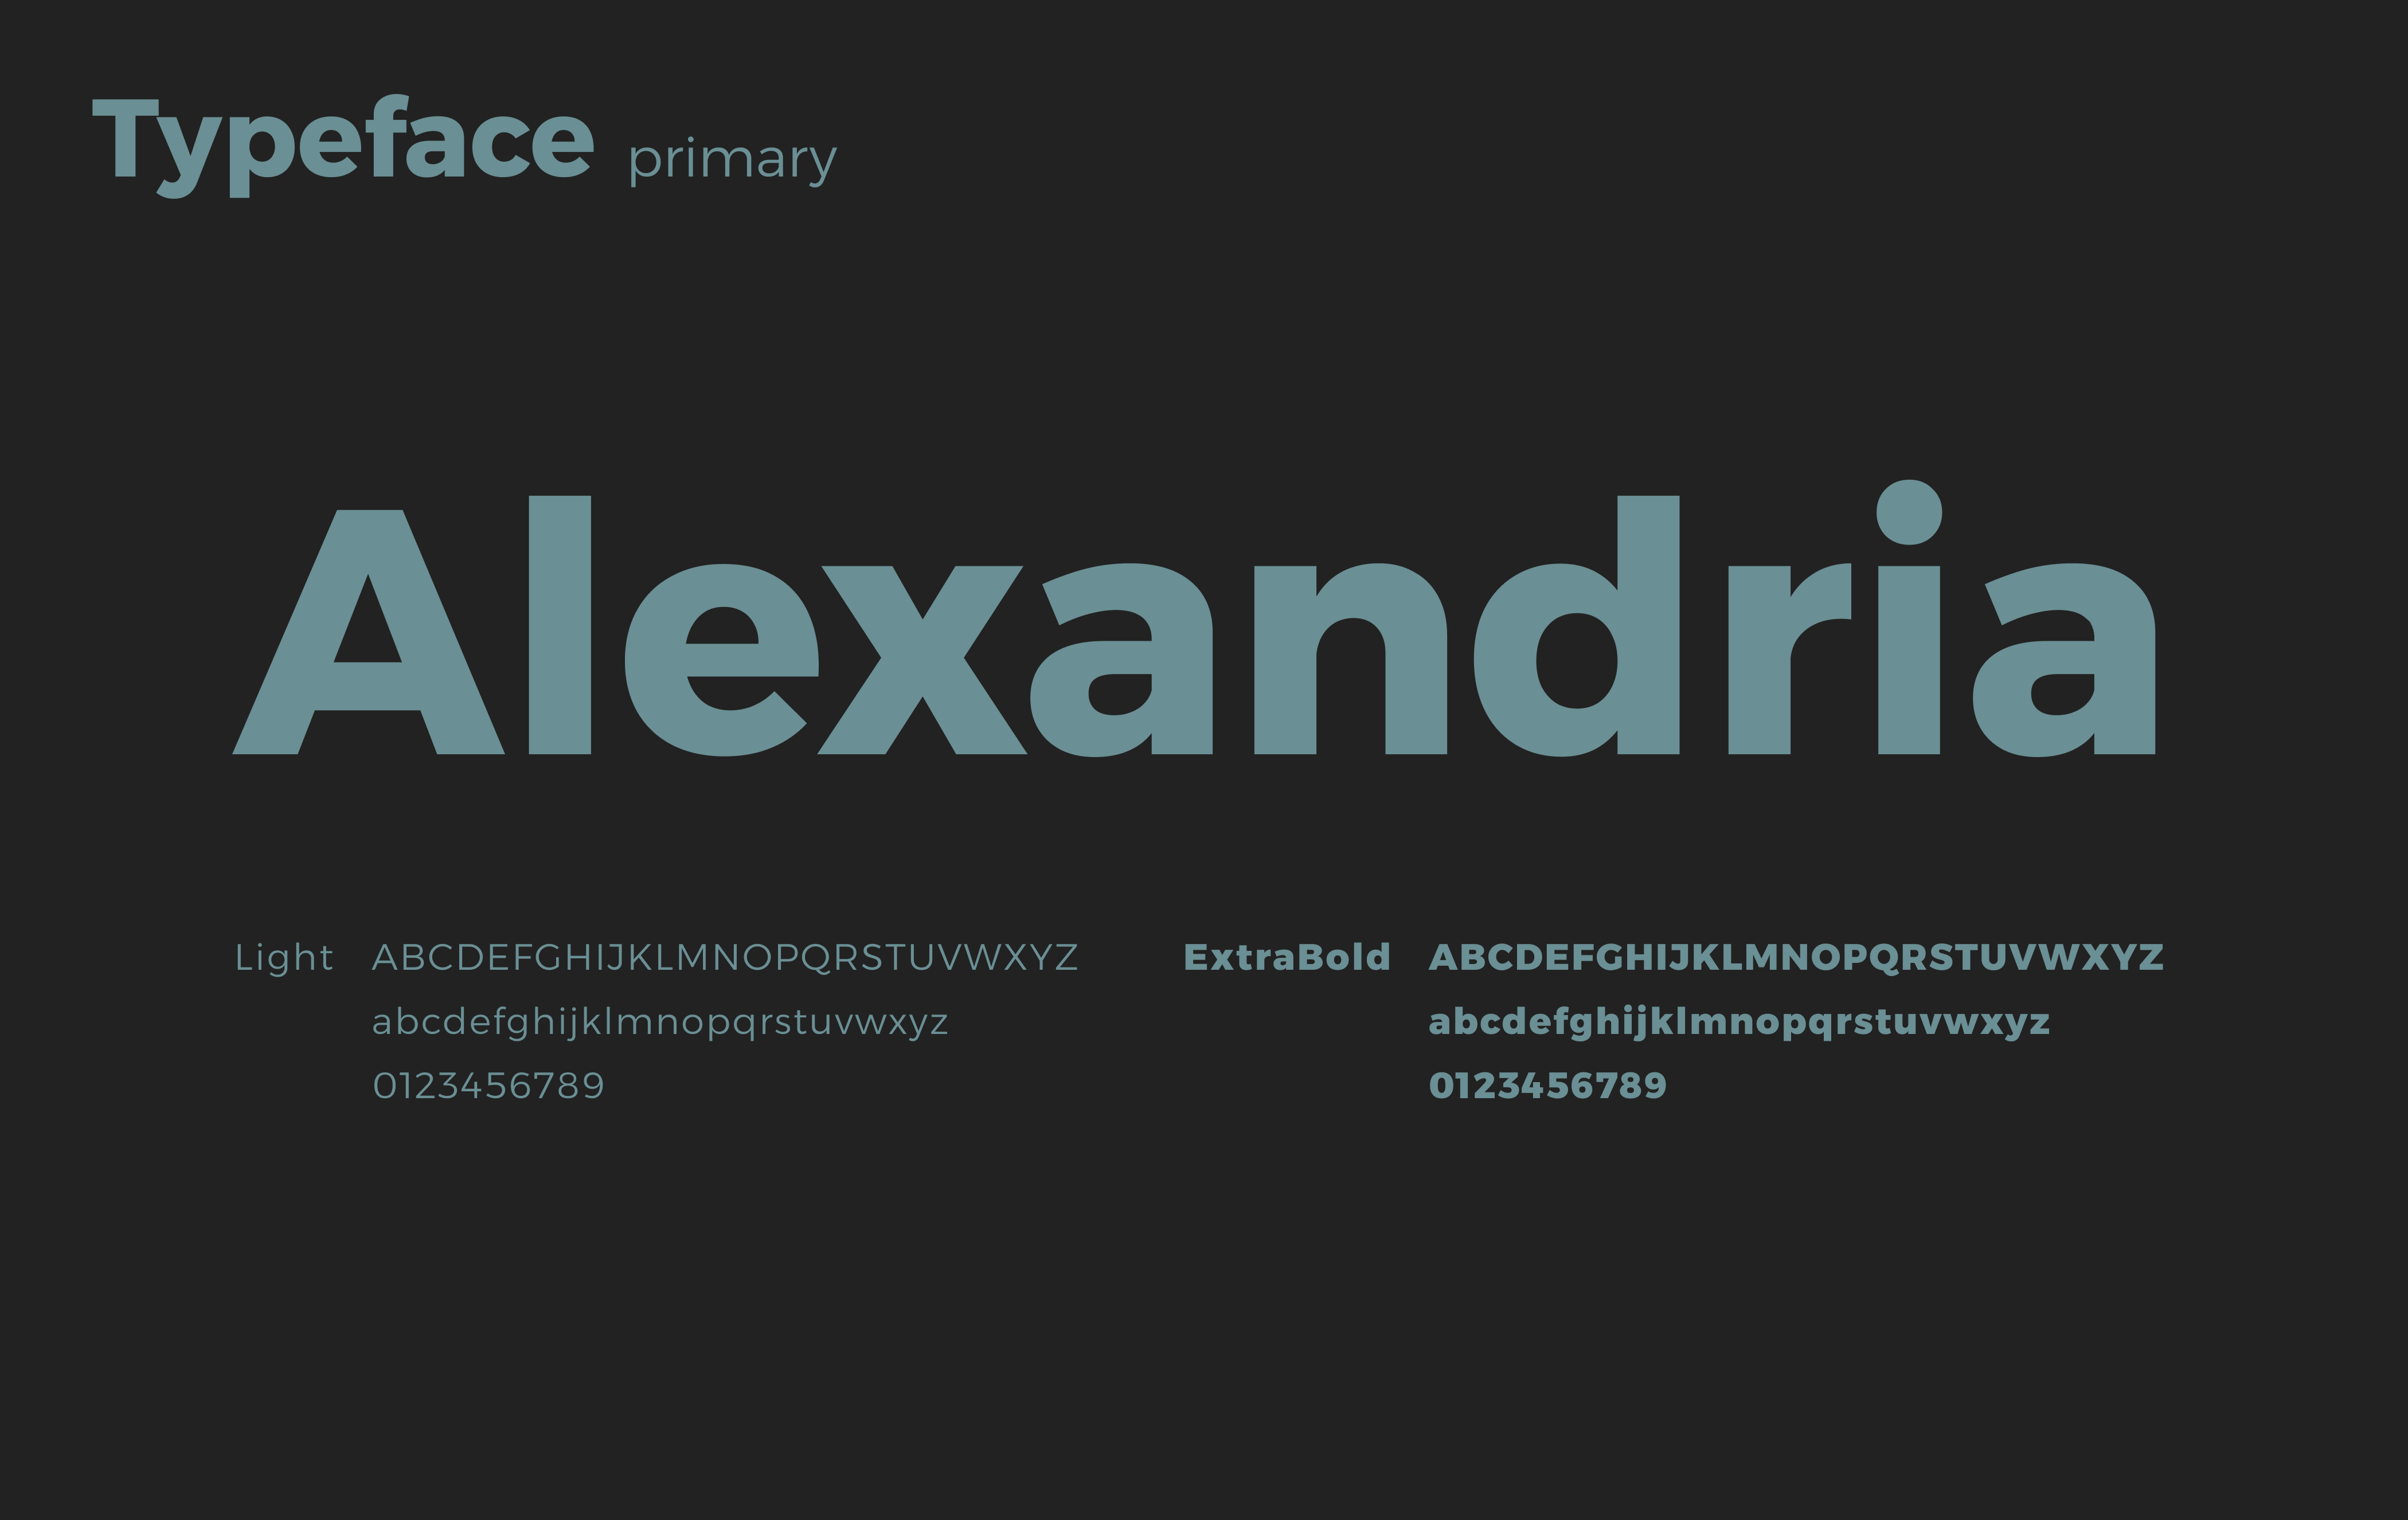 Typeface primary
Alexandria
Light ABCDEFGHIJKLMNOPQRSTUVWXYZ
abcdefghijklmnopqrstuvwxyz
0123456789
ExtraBold ABCDEFGHIJKLMNOPQRSTUVWXYZ
abcdefghijklmnopqrstuvwxyz
0123456789